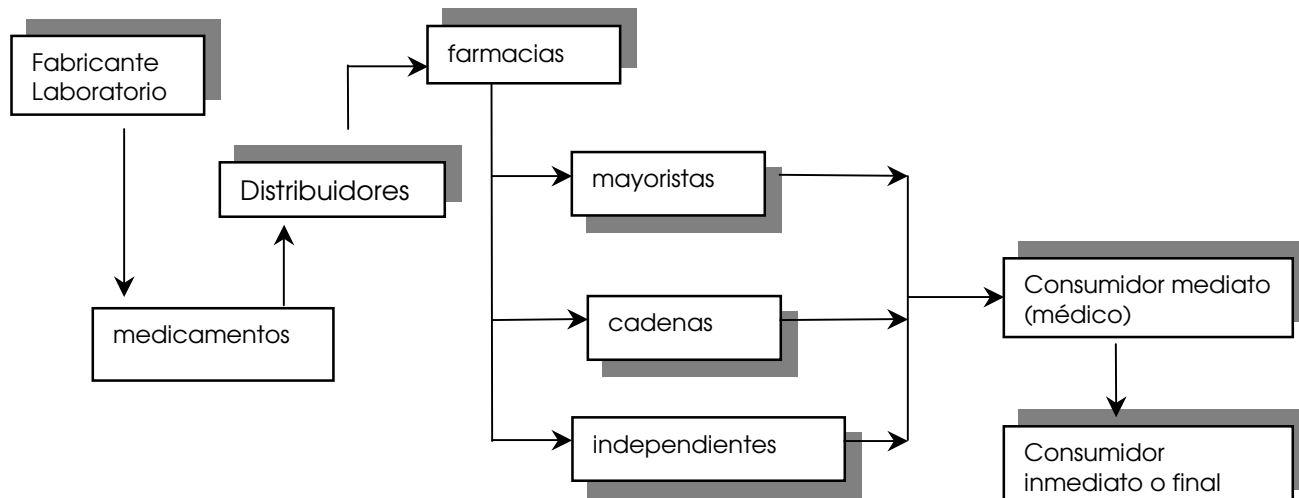 Fabricante
Laboratorio
medicamentos
Distribuidores
farmacias
mayoristas
cadenas
independientes
Consumidor mediato
(médico)
Consumidor
inmediato o final